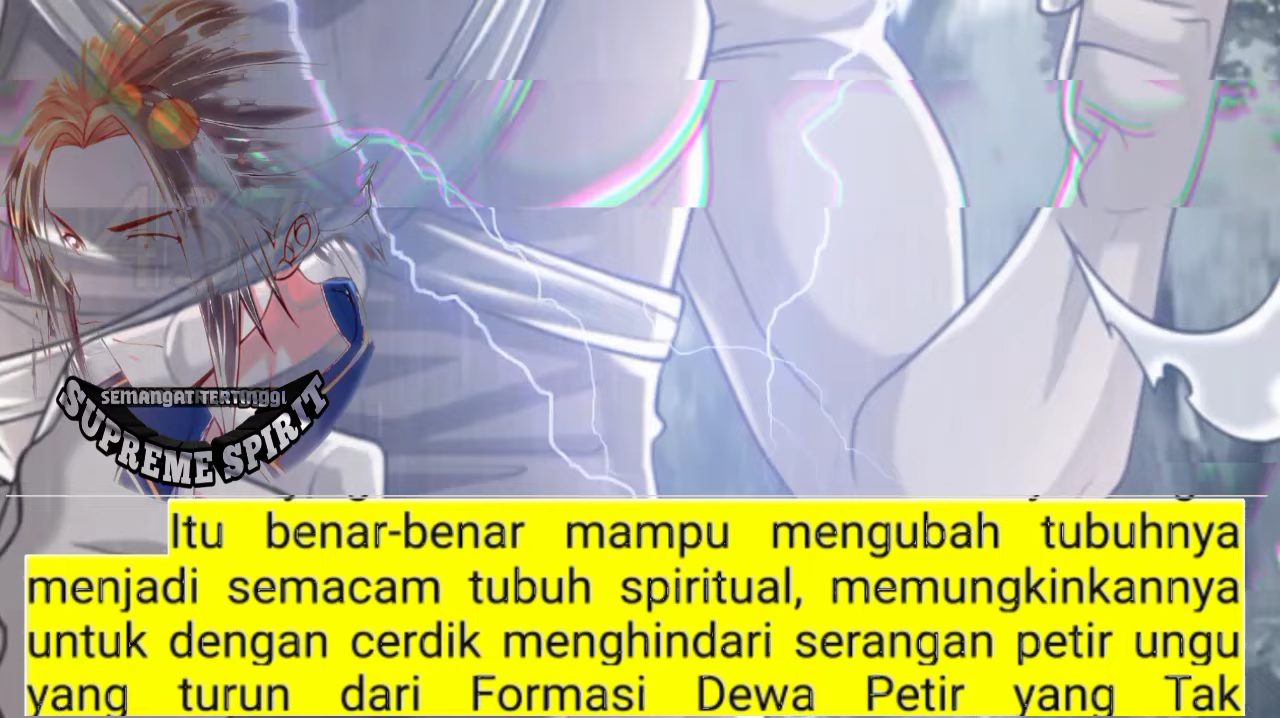 SEMANGAT TERTINGGI
SUPREME SPIRIT
Itu benar-benar mampu mengubah tubuhnya
menjadi semacam tubuh spiritual, memungkinkannya
untuk dengan cerdik menghindari serangan petir ungu
yang turun dari Formasi Dewa Petir yang Tak